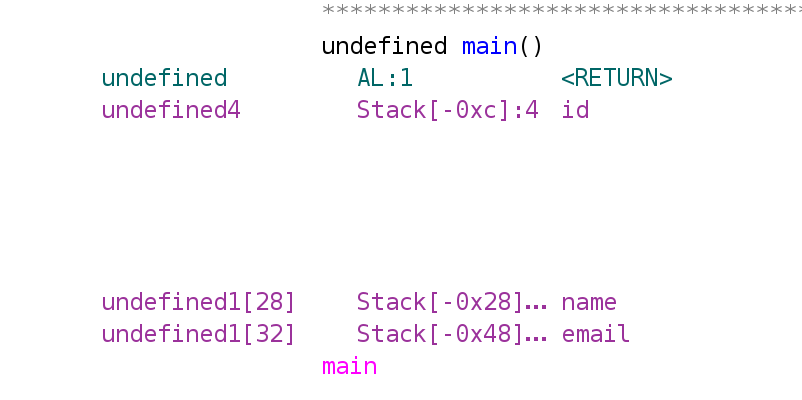 ***********************************
undefined main()
undefined AL:1 <RETURN>
undefined4 Stack[-0xc]:4 id
undefined1[28] Stack[-0x28]... name
undefined1[32] Stack[-0x48]... email
main